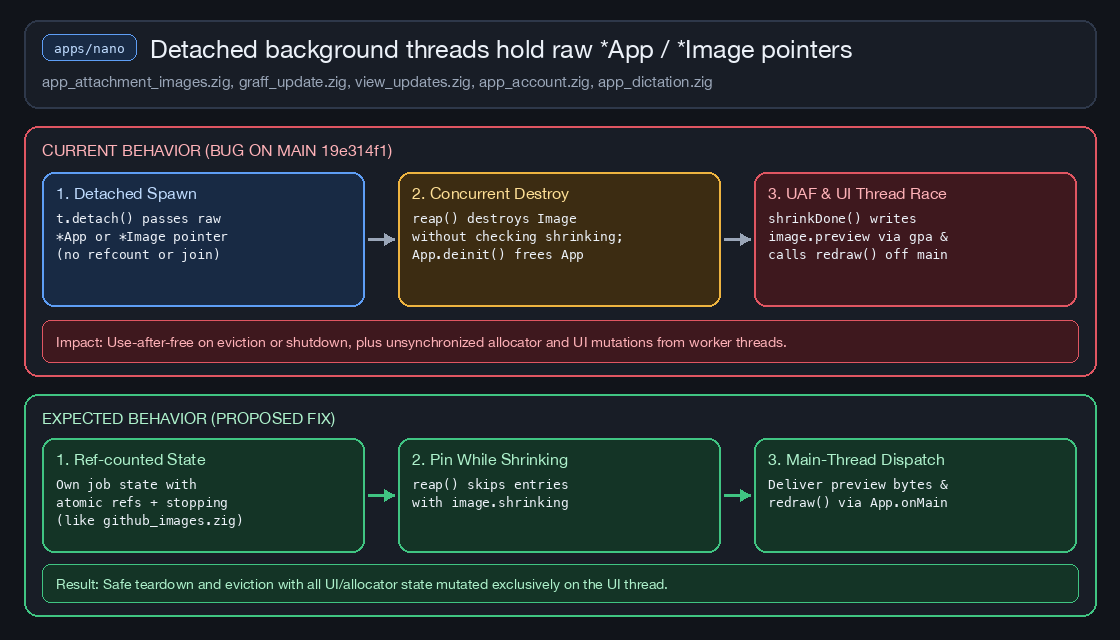 apps/nano Detached background threads hold raw *App / *Image pointers
app_attachment_images.zig, graff_update.zig, view_updates.zig, app_account.zig, app_dictation.zig
CURRENT BEHAVIOR (BUG ON MAIN 19e314f1)
1. Detached Spawn
t.detach() passes raw
*App or *Image pointer
(no refcount or join)
2. Concurrent Destroy
reap() destroys Image
without checking shrinking;
App.deinit() frees App
3. UAF & UI Thread Race
shrinkDone() writes
image.preview via gpa &
calls redraw() off main
Impact: Use-after-free on eviction or shutdown, plus unsynchronized allocator and UI mutations from worker threads.
EXPECTED BEHAVIOR (PROPOSED FIX)
1. Ref-counted State
Own job state with
atomic refs + stopping
(like github_images.zig)
2. Pin While Shrinking
reap() skips entries
with image.shrinking
3. Main-Thread Dispatch
Deliver preview bytes &
redraw() via App.onMain
Result: Safe teardown and eviction with all UI/allocator state mutated exclusively on the UI thread.